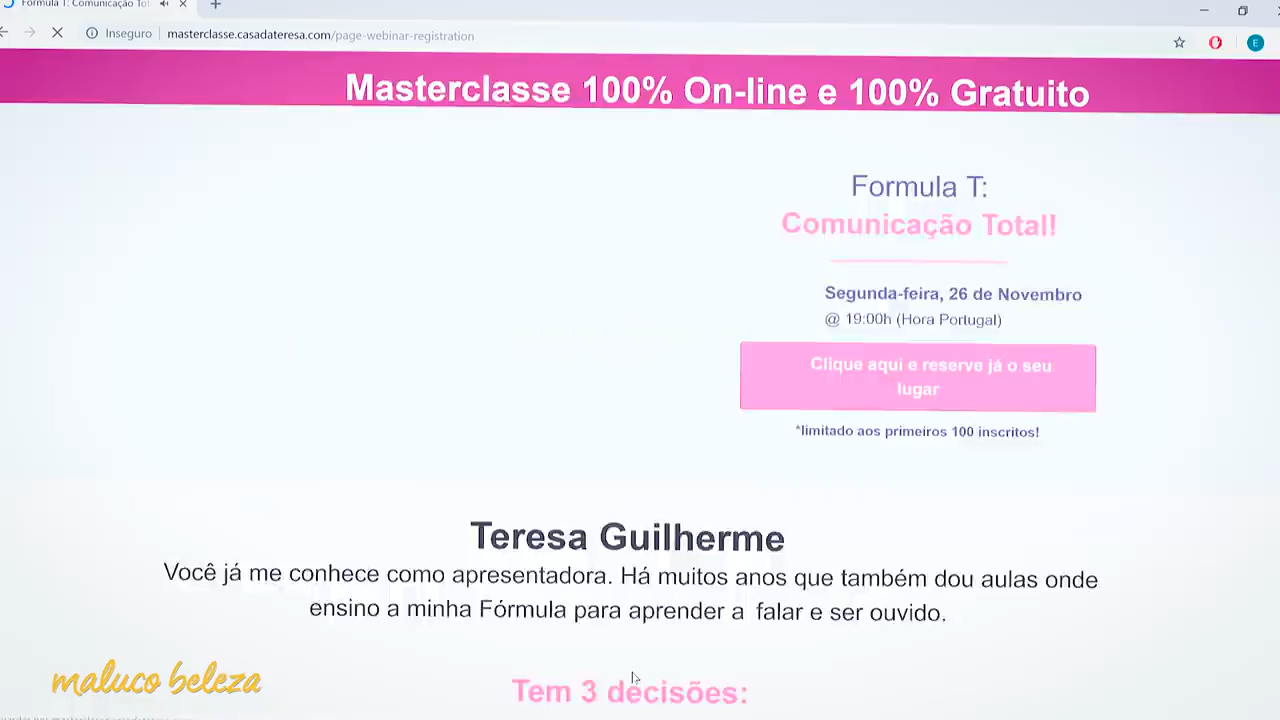 Formula T: Comunicação Tot
Inseguro
masterclasse.casadateresa.com/page-webinar-registration
E
Masterclasse 100% On-line e 100% Gratuito
Formula T:
Comunicação Total!
Segunda-feira, 26 de Novembro
@ 19:00h (Hora Portugal)
Clique aqui e reserve já o seu
lugar
*limitado aos primeiros 100 inscritos!
Teresa Guilherme
Você já me conhece como apresentadora. Há muitos anos que também dou aulas onde
ensino a minha Fórmula para aprender a falar e ser ouvido.
Tem 3 decisões:
maluco beleza